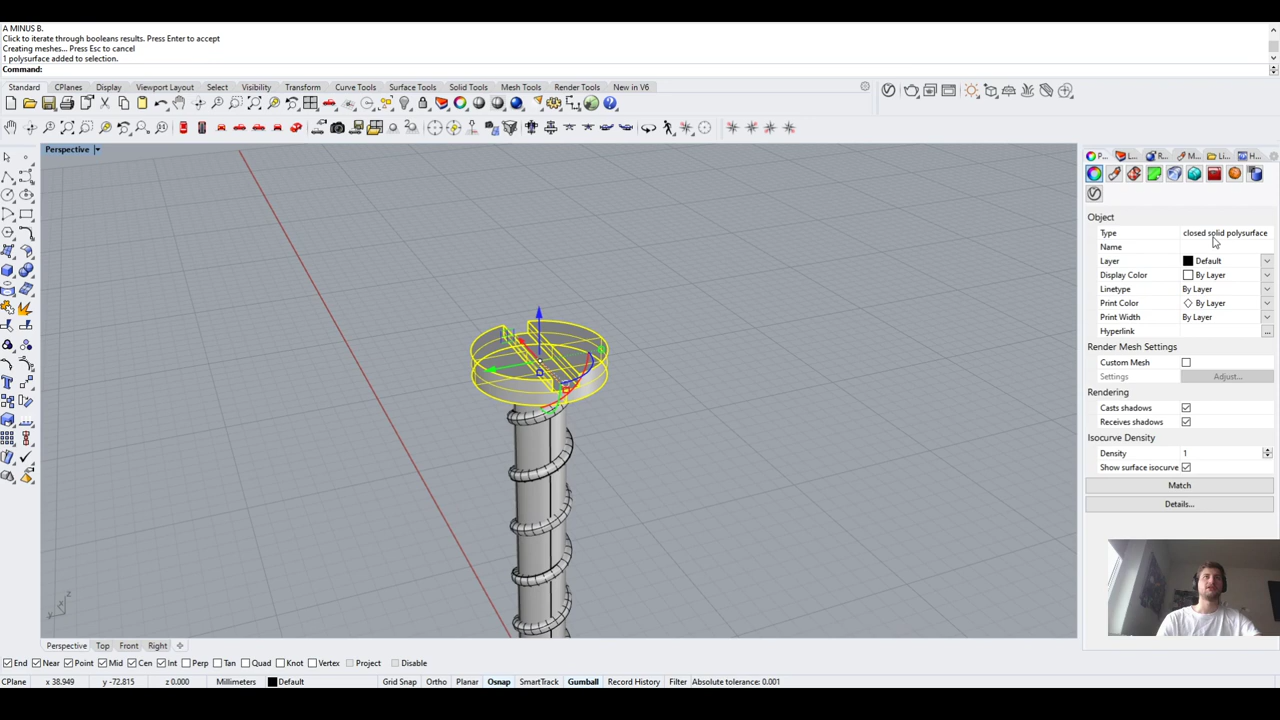 A MINUS B.
Click to iterate through booleans results. Press Enter to accept
Creating meshes... Press Esc to cancel
1 polysurface added to selection.
Command:
Standard CPlanes Display Viewport Layout Select Visibility Transform Curve Tools Surface Tools Solid Tools Mesh Tools Render Tools New in V6
Perspective
P... L... R... M... Li... H...
Object
Type closed solid polysurface
Name
Layer Default
Display Color By Layer
Linetype By Layer
Print Color By Layer
Print Width By Layer
Hyperlink ...
Render Mesh Settings
Custom Mesh
Settings Adjust...
Rendering
Casts shadows
Receives shadows
Isocurve Density
Density 1
Show surface isocurve
Match
Details...
z
x
y
Perspective Top Front Right
End Near Point Mid Cen Int Perp Tan Quad Knot Vertex Project Disable
CPlane x 38.949 y -72.815 z 0.000 Millimeters Default Grid Snap Ortho Planar Osnap SmartTrack Gumball Record History Filter Absolute tolerance: 0.001